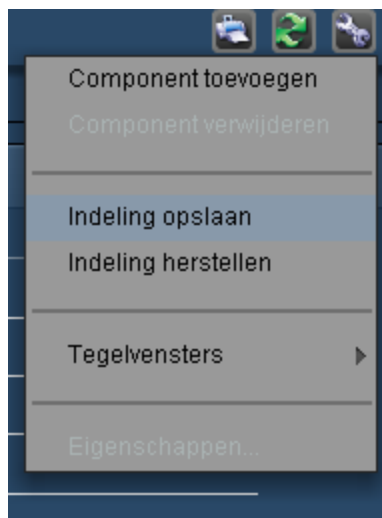 Component toevoegen
Component verwijderen
Indeling opslaan
Indeling herstellen
Tegelvensters
Eigenschappen...